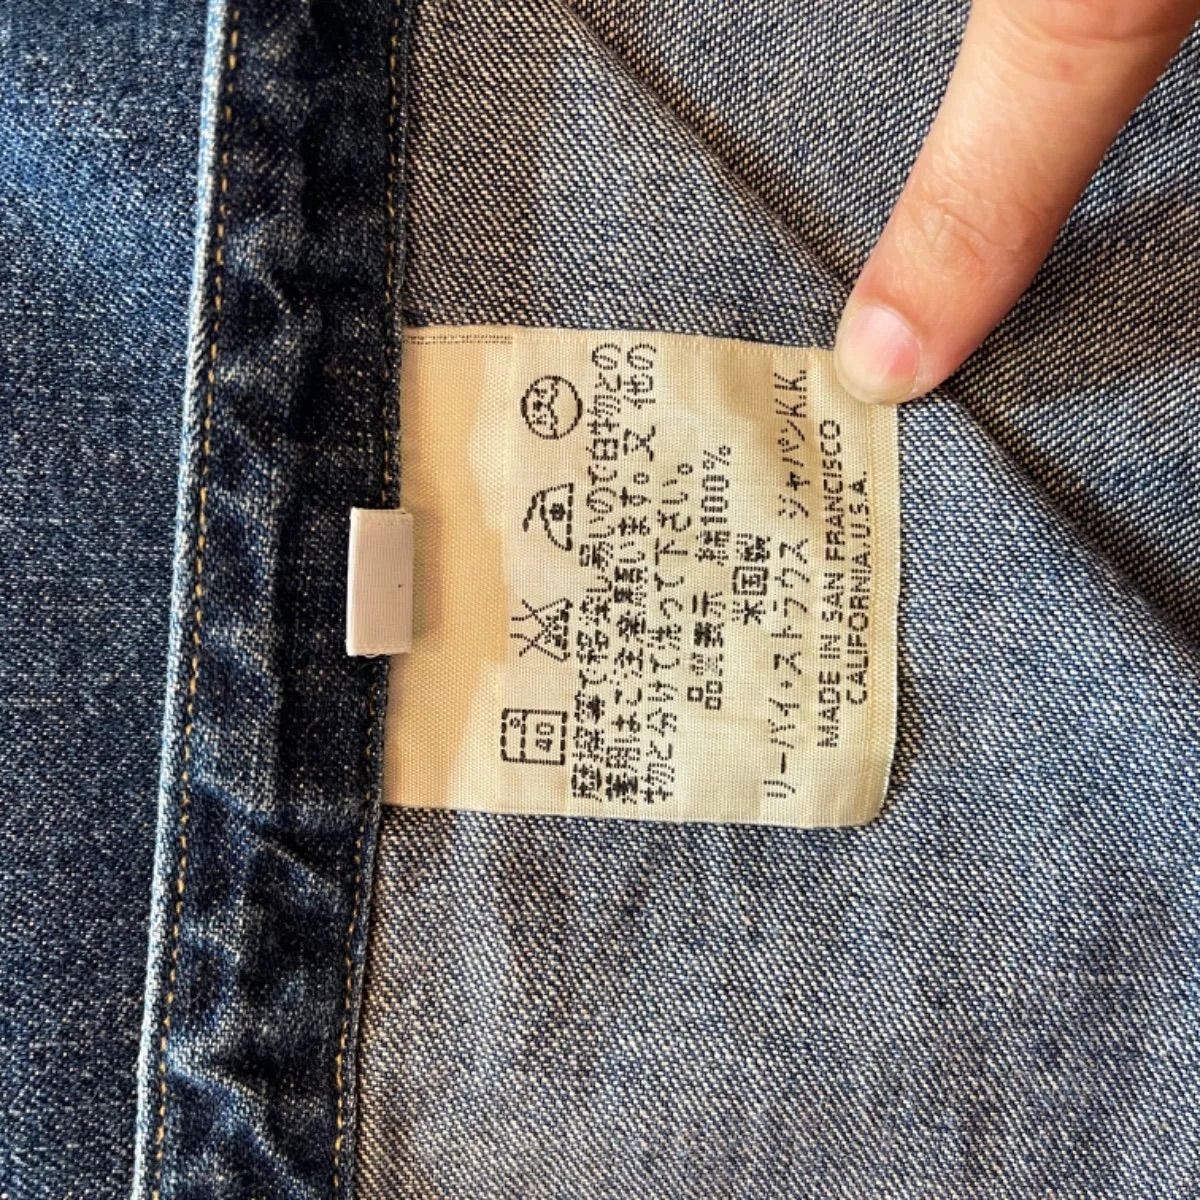 40
摩擦等で移染し易いので白物との
着用はご注意願います。又 他の
物と分けて洗って下さい。
品質表示 綿100%
米国製
リーバイ・ストラウス ジャパンK.K.
MADE IN SAN FRANCISCO
CALIFORNIA.U.S.A.